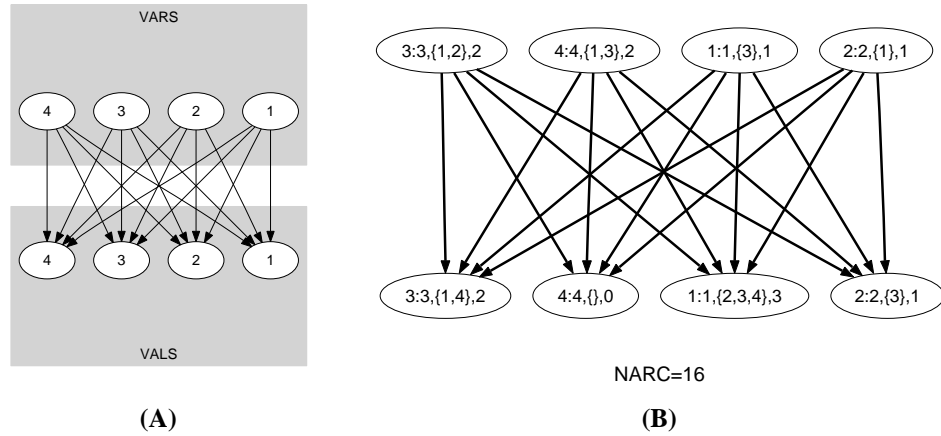 VARS
4 3 2 1
4 3 2 1
VALS
(A)
3:3,{1,2},2 4:4,{1,3},2 1:1,{3},1 2:2,{1},1
3:3,{1,4},2 4:4,{},0 1:1,{2,3,4},3 2:2,{3},1
NARC=16
(B)